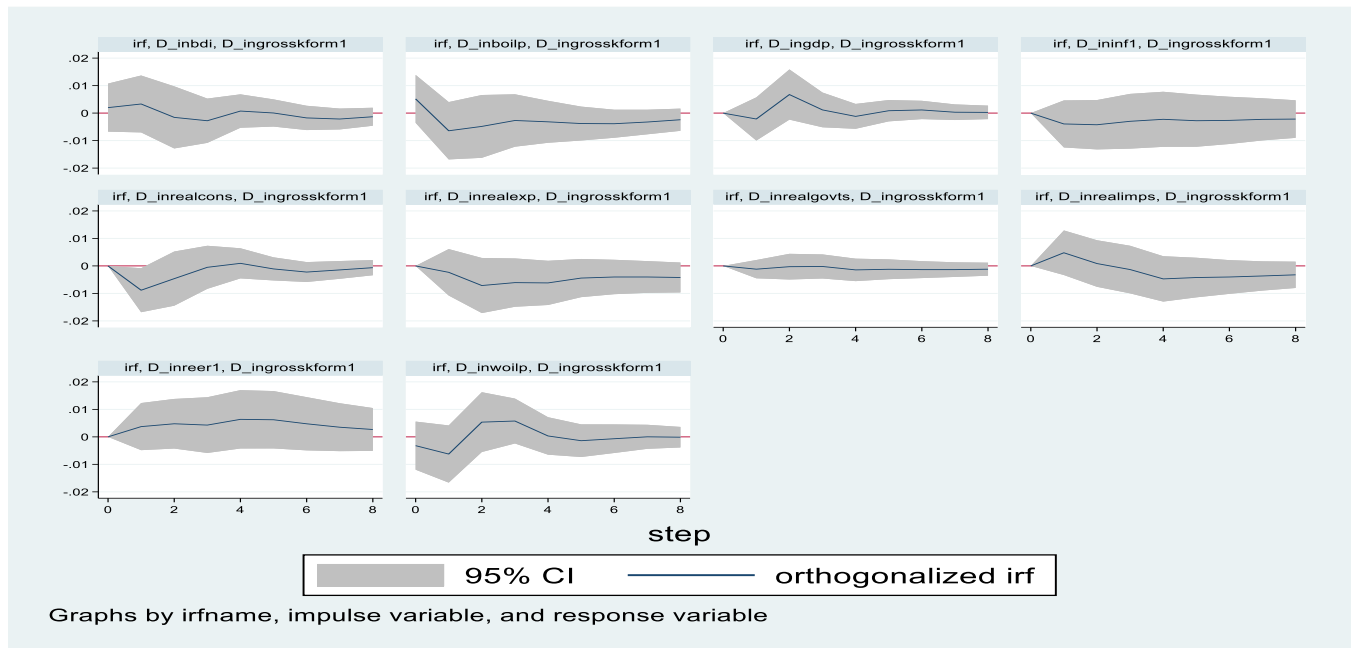 irf, D_inbdi, D_ingrosskform1 irf, D_inboilp, D_ingrosskform1 irf, D_ingdp, D_ingrosskform1 irf, D_ininf1, D_ingrosskform1
.02
.01
0
-.01
-.02
irf, D_inrealcons, D_ingrosskform1 irf, D_inrealexp, D_ingrosskform1 irf, D_inrealgovts, D_ingrosskform1 irf, D_inrealimps, D_ingrosskform1
.02
.01
0
-.01
-.02
0 2 4 6 8 0 2 4 6 8
irf, D_inreer1, D_ingrosskform1 irf, D_inwoilp, D_ingrosskform1
.02
.01
0
-.01
-.02
0 2 4 6 8 0 2 4 6 8
step
95% CI orthogonalized irf
Graphs by irfname, impulse variable, and response variable